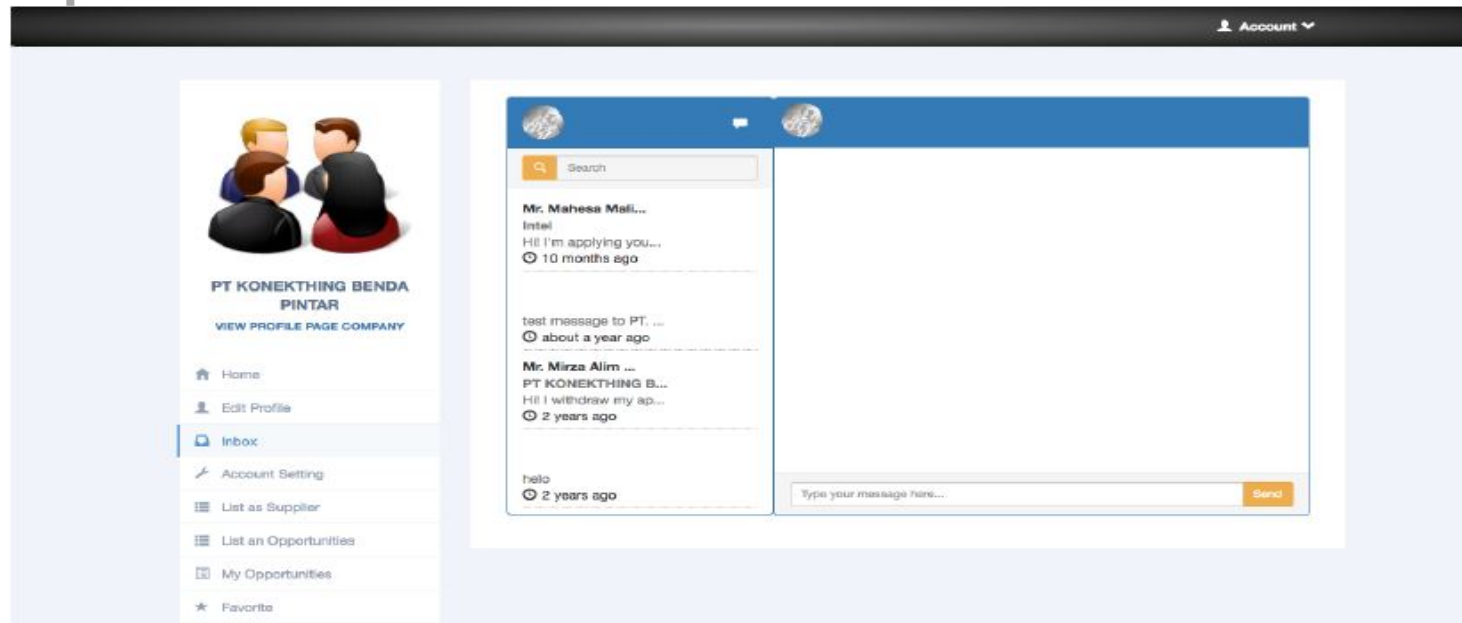 Account
PT KONEKTHING BENDA
PINTAR
VIEW PROFILE PAGE COMPANY
Home
Edit Profile
Inbox
Account Setting
List as Supplier
List an Opportunities
My Opportunities
Favorite
Search
Mr. Mahesa Mali...
Intel
Hi! I'm applying you...
10 months ago
test message to PT. ...
about a year ago
Mr. Mirza Alim ...
PT KONEKTHING B...
Hi! I withdraw my ap...
2 years ago
helo
2 years ago
Type your message here...
Send